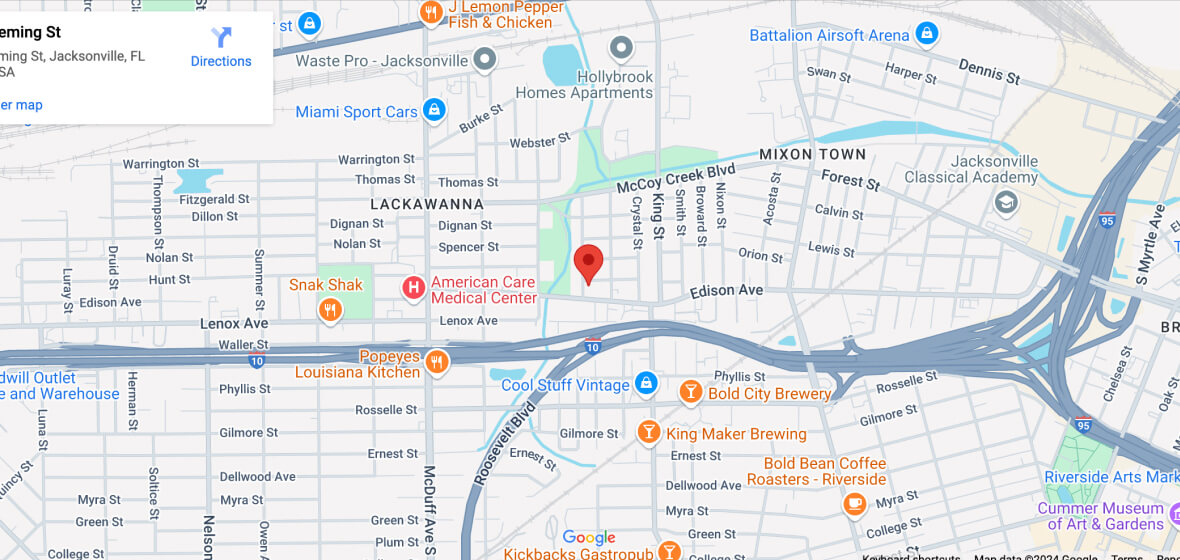 eming St
ming St, Jacksonville, FL
SA
er map
Directions
J Lemon Pepper
Fish & Chicken
Waste Pro - Jacksonville
Hollybrook
Homes Apartments
Battalion Airsoft Arena
Dennis St
Swan St
Harper St
Miami Sport Cars
Burke St
Webster St
Warrington St
Warrington St
MIXON TOWN
Jacksonville
Classical Academy
Thomas St
Thomas St
McCoy Creek Blvd
Forest St
Thompson St
Fitzgerald St
LACKAWANNA
Dillon St
Dignan St
Dignan St
Crystal St
King St
Smith St
Broward St
Nixon St
Acosta St
Calvin St
95
S Myrtle Ave
Nolan St
Nolan St
Spencer St
Lewis St
Orion St
Luray St
Druid St
Hunt St
Summer St
Snak Shak
American Care
Medical Center
Edison Ave
Edison Ave
Lenox Ave
Lenox Ave
Waller St
10
10
BR
Popeyes
Louisiana Kitchen
dwill Outlet
e and Warehouse
Herman St
Phyllis St
Phyllis St
Cool Stuff Vintage
Bold City Brewery
Rosselle St
Rosselle St
Chelsea St
Oak St
Luna St
Gilmore St
Gilmore St
Gilmore St
King Maker Brewing
95
Roosevelt Blvd
Ernest St
Ernest St
Ernest St
Bold Bean Coffee
Roasters - Riverside
Riverside Arts Mark
Quincy St
Soltice St
Dellwood Ave
Dellwood Ave
McDuff Ave S
Myra St
Myra St
Myra St
Cummer Museum
of Art & Gardens
Green St
Green St
Green St
Nelson
Owen A
Plum St
College St
College St
College St
Google
Kickbacks Gastropub
Keyboard shortcuts
Map data ©2024 Google
Terms